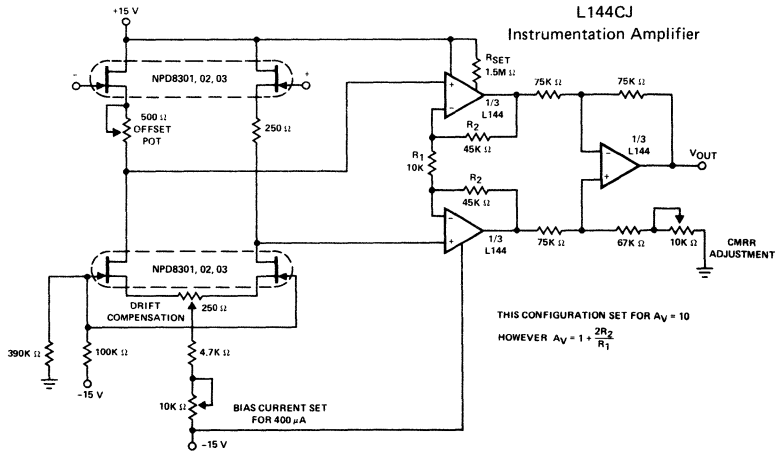 L144CJ
Instrumentation Amplifier
+15 V
NPD8301, 02, 03
−
+
500 Ω
OFFSET
POT
250 Ω
RSET
1.5M Ω
+
−
1/3
L144
75K Ω
75K Ω
R2
45K Ω
R1
10K
R2
45K Ω
−
+
1/3
L144
1/3
L144
−
+
VOUT
75K Ω
67K Ω
10K Ω
CMRR
ADJUSTMENT
NPD8301, 02, 03
DRIFT
COMPENSATION
250 Ω
390K Ω
100K Ω
−15 V
4.7K Ω
10K Ω
BIAS CURRENT SET
FOR 400 μA
−15 V
THIS CONFIGURATION SET FOR AV = 10
HOWEVER AV = 1 + 2R2/R1